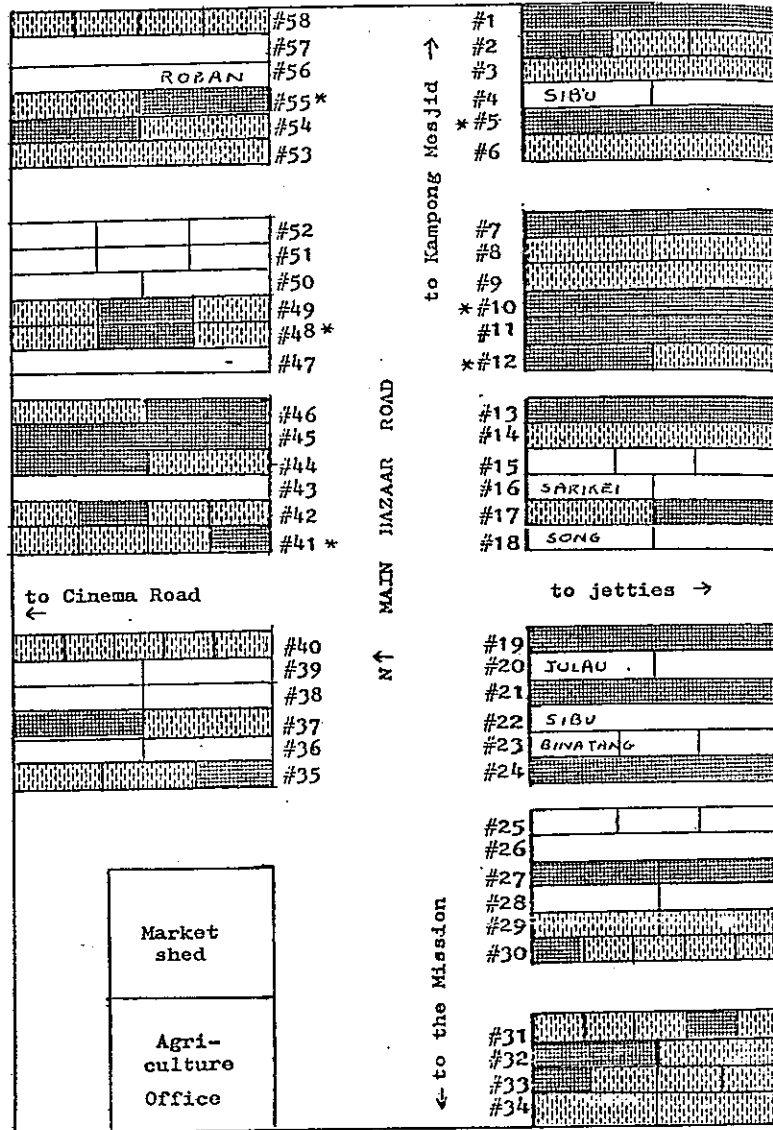 #58
#57
ROBAN #56
#55*
#54
#53
#52
#51
#50
#49
#48*
#47
#46
#45
#44
#43
#42
#41*
to Cinema Road
←
#40
#39
#38
#37
#36
#35
Market
shed
Agri-
culture
Office
to Kampong Mesjid →
MAIN BAZAAR ROAD
N↑
← to the Mission
#1
#2
#3
#4 SIBU
*#5
#6
#7
#8
#9
*#10
#11
*#12
#13
#14
#15
#16 SARIKEI
#17
#18 SONG
to jetties →
#19
#20 JULAU
#21
#22 SIBU
#23 BINATANG
#24
#25
#26
#27
#28
#29
#30
#31
#32
#33
#34